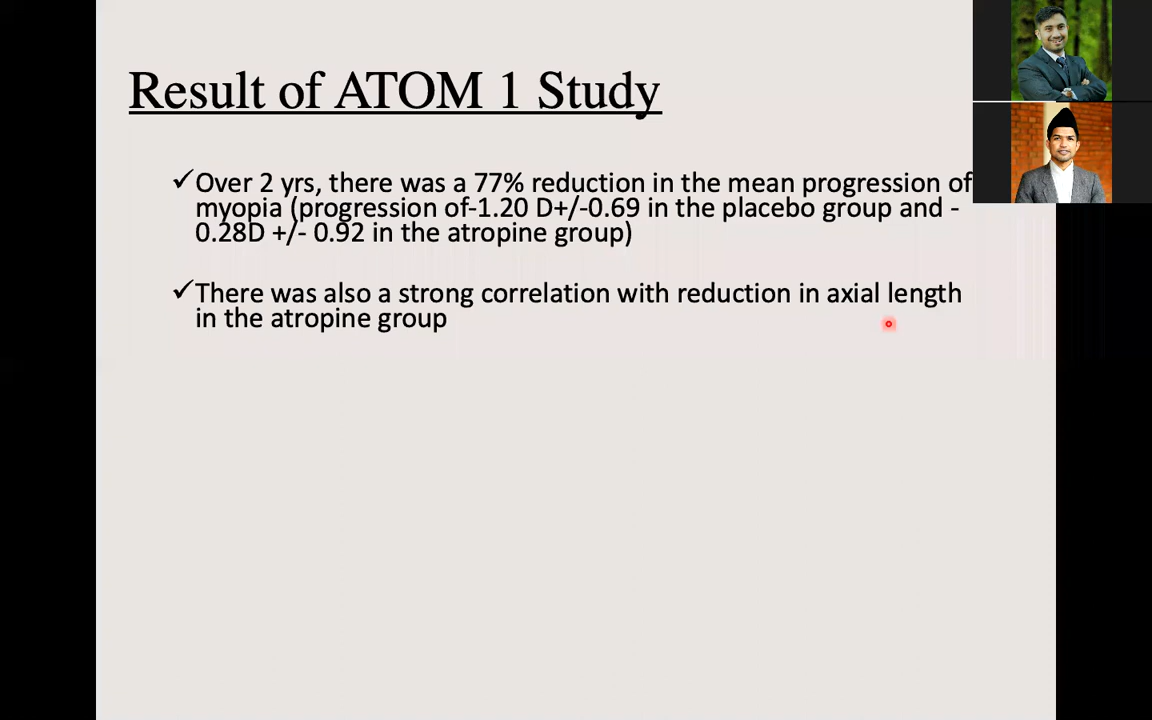 Result of ATOM 1 Study
✓Over 2 yrs, there was a 77% reduction in the mean progression of
myopia (progression of-1.20 D+/-0.69 in the placebo group and -
0.28D +/- 0.92 in the atropine group)
✓There was also a strong correlation with reduction in axial length
in the atropine group